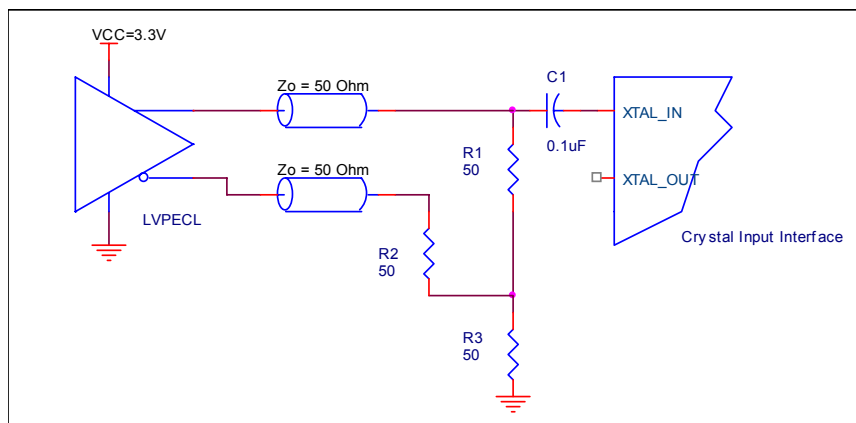 VCC=3.3V
Zo = 50 Ohm
C1
XTAL_IN
R1
50
0.1uF
Zo = 50 Ohm
XTAL_OUT
LVPECL
Crystal Input Interface
R2
50
R3
50